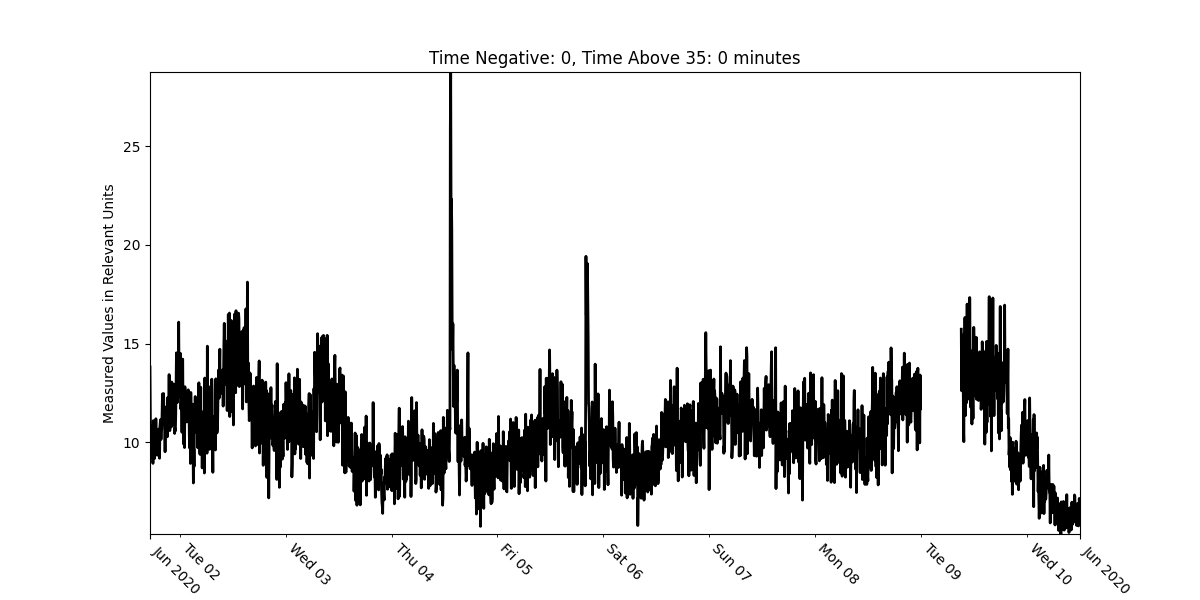 Time Negative: 0, Time Above 35: 0 minutes
Measured Values in Relevant Units
25
20
15
10
Jun 2020
Tue 02
Wed 03
Thu 04
Fri 05
Sat 06
Sun 07
Mon 08
Tue 09
Wed 10
Jun 2020